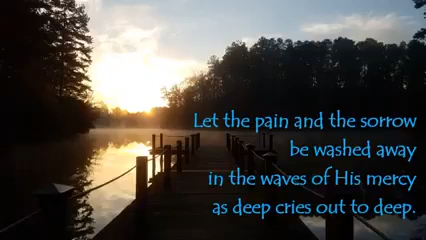 Let the pain and the sorrow
be washed away
in the waves of His mercy
as deep cries out to deep.